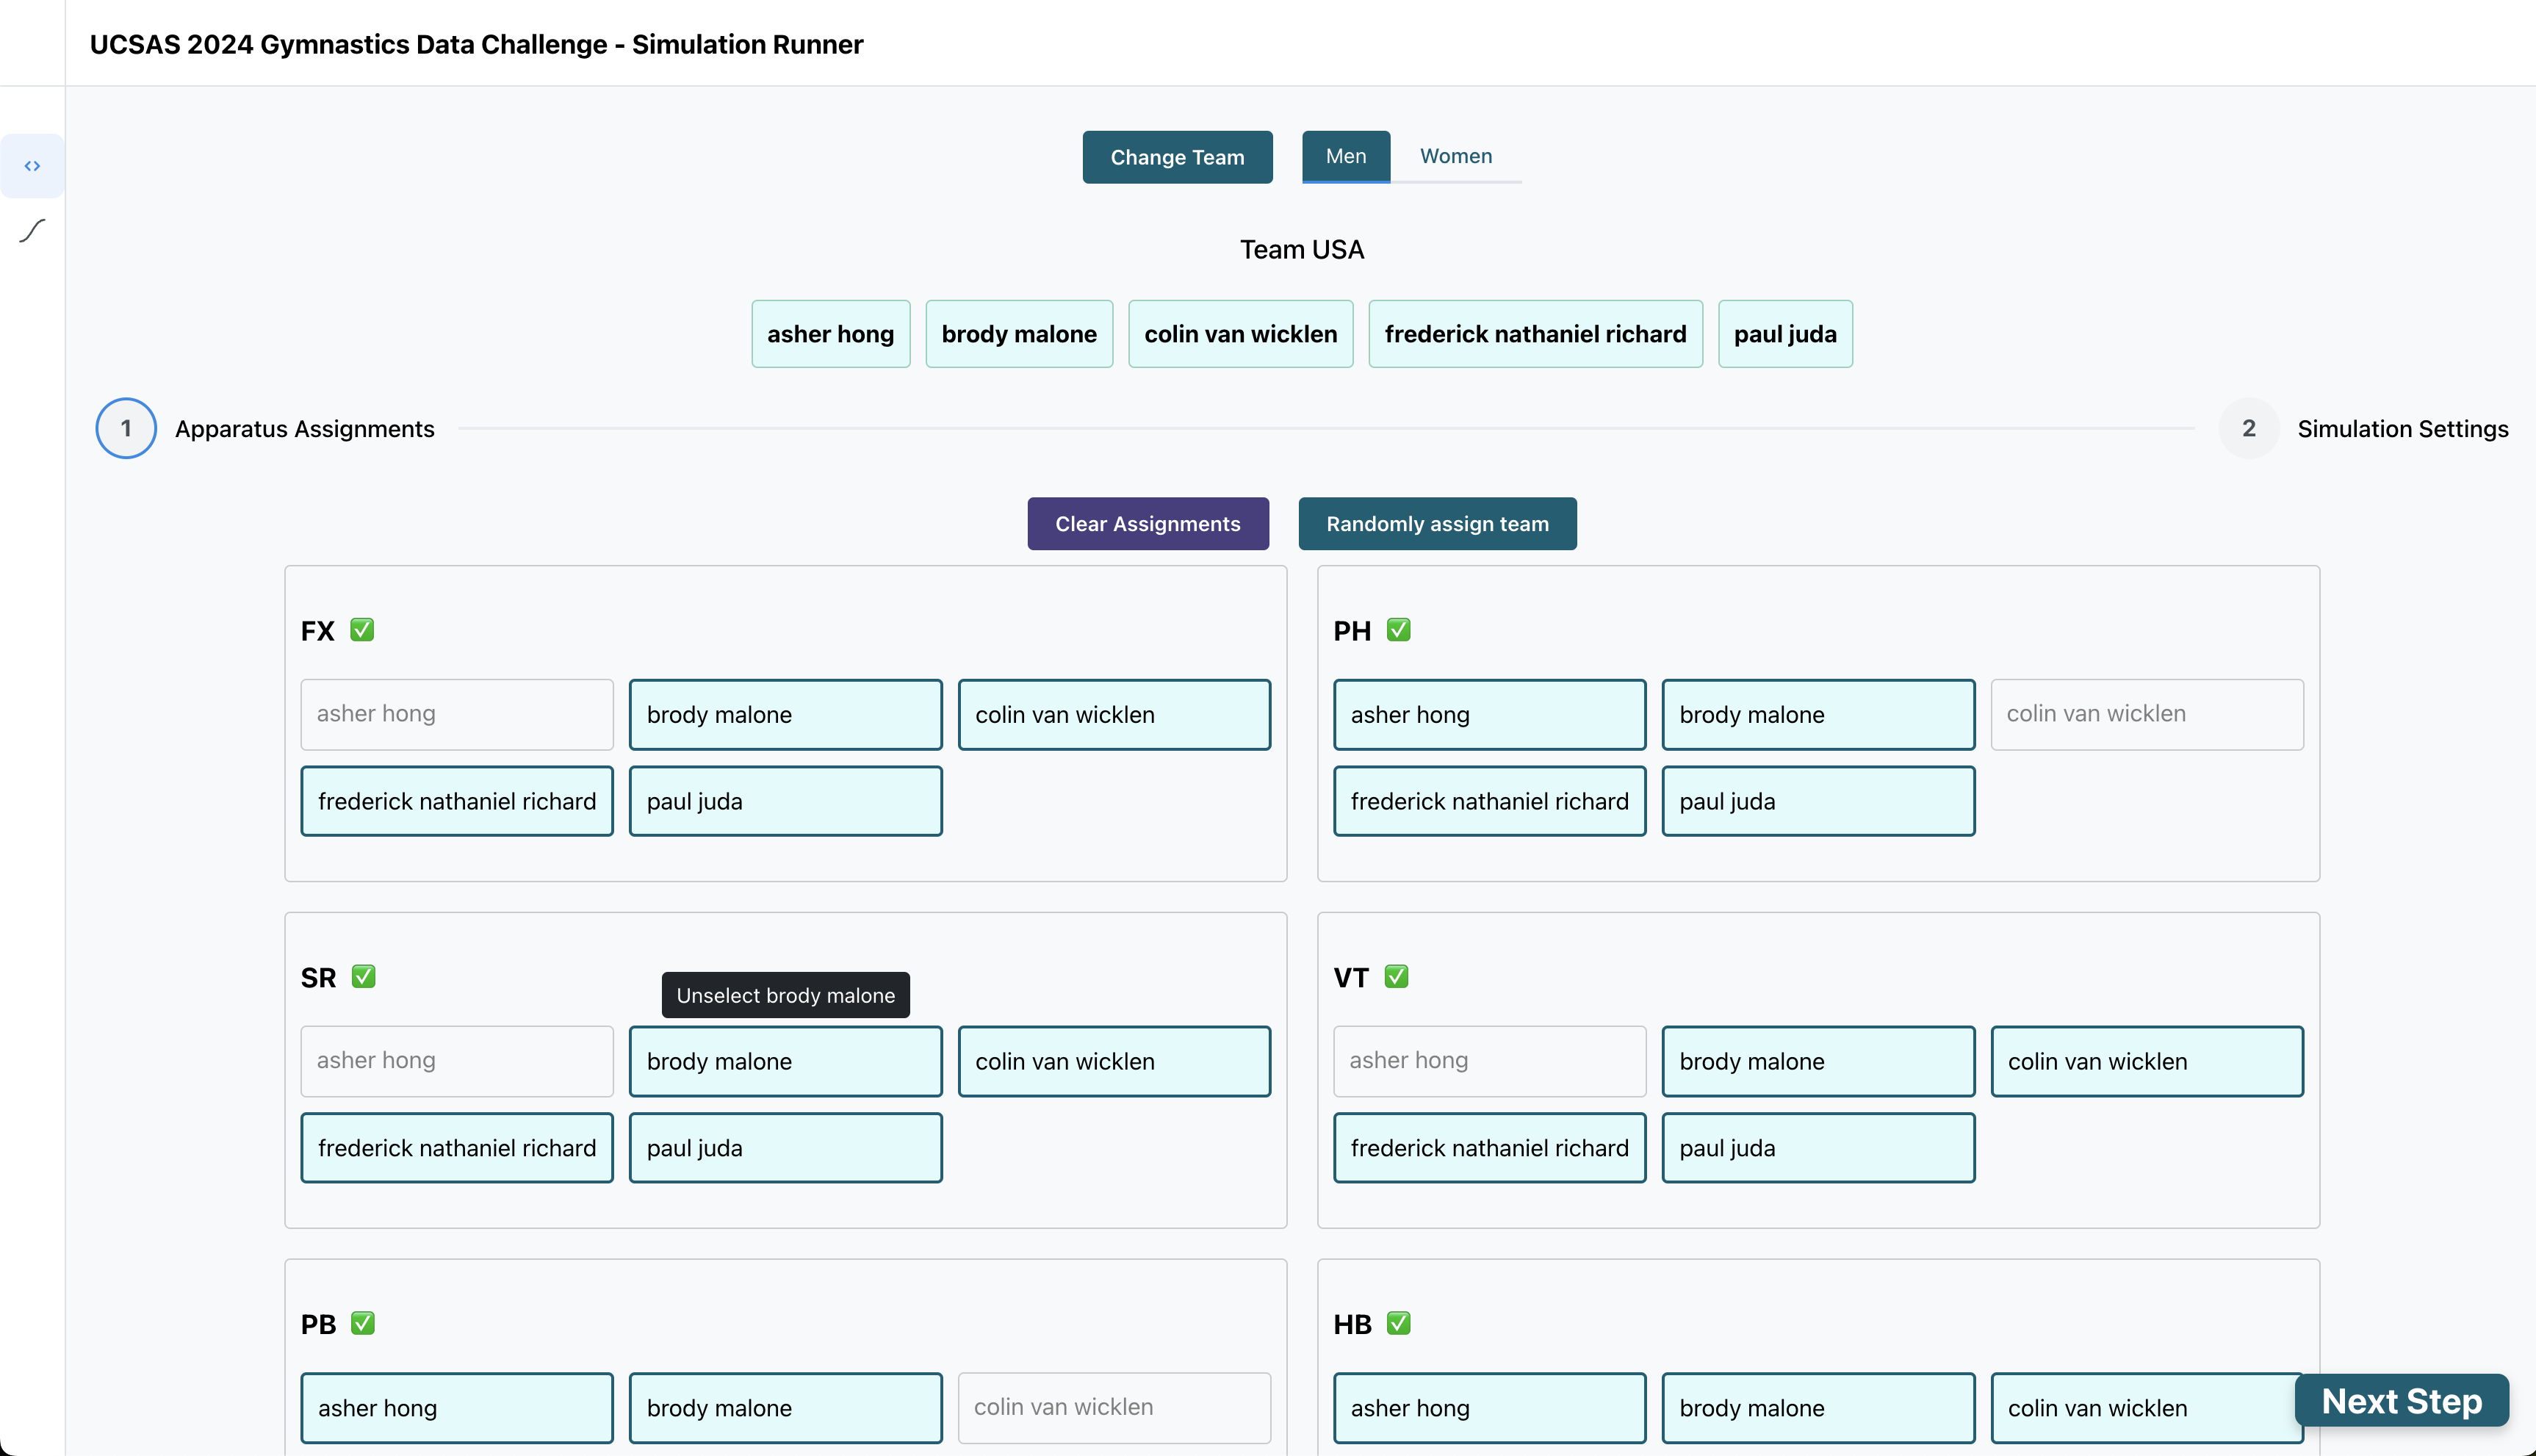 UCSAS 2024 Gymnastics Data Challenge - Simulation Runner
Change Team Men Women
Team USA
asher hong brody malone colin van wicklen frederick nathaniel richard paul juda
1 Apparatus Assignments 2 Simulation Settings
Clear Assignments Randomly assign team
FX
asher hong brody malone colin van wicklen
frederick nathaniel richard paul juda
PH
asher hong brody malone colin van wicklen
frederick nathaniel richard paul juda
SR
Unselect brody malone
asher hong brody malone colin van wicklen
frederick nathaniel richard paul juda
VT
asher hong brody malone colin van wicklen
frederick nathaniel richard paul juda
PB
asher hong brody malone colin van wicklen
HB
asher hong brody malone colin van wicklen
Next Step